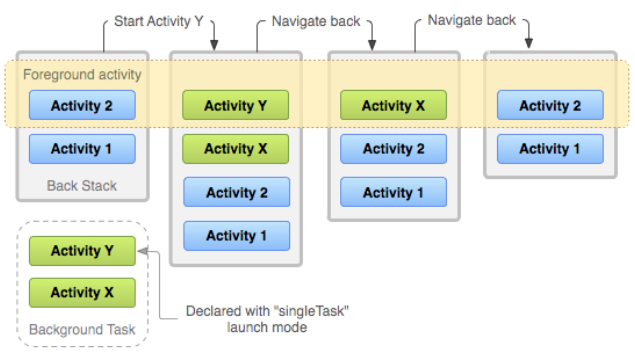 Start Activity Y
Navigate back
Navigate back
Foreground activity
Activity 2
Activity 1
Back Stack
Activity Y
Activity X
Activity 2
Activity 1
Activity X
Activity 2
Activity 1
Activity 2
Activity 1
Activity Y
Activity X
Background Task
Declared with "singleTask"
launch mode